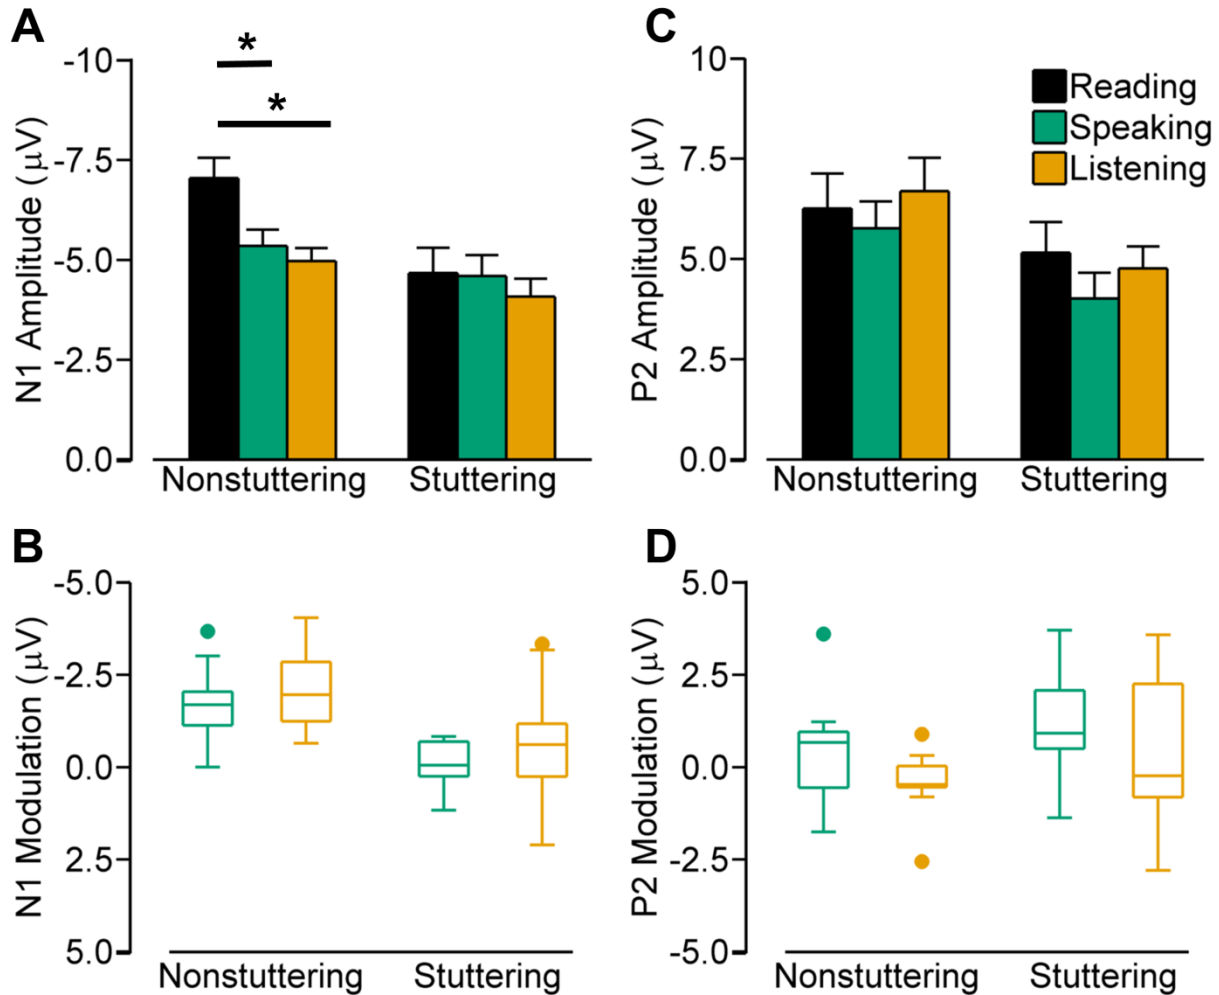 A
N1 Amplitude (μV)
-10
-7.5
-5.0
-2.5
0.0
*
*
Nonstuttering
Stuttering
C
P2 Amplitude (μV)
10
7.5
5.0
2.5
0.0
Reading
Speaking
Listening
Nonstuttering
Stuttering
B
N1 Modulation (μV)
-5.0
-2.5
0.0
2.5
5.0
Nonstuttering
Stuttering
D
P2 Modulation (μV)
5.0
2.5
0.0
-2.5
-5.0
Nonstuttering
Stuttering